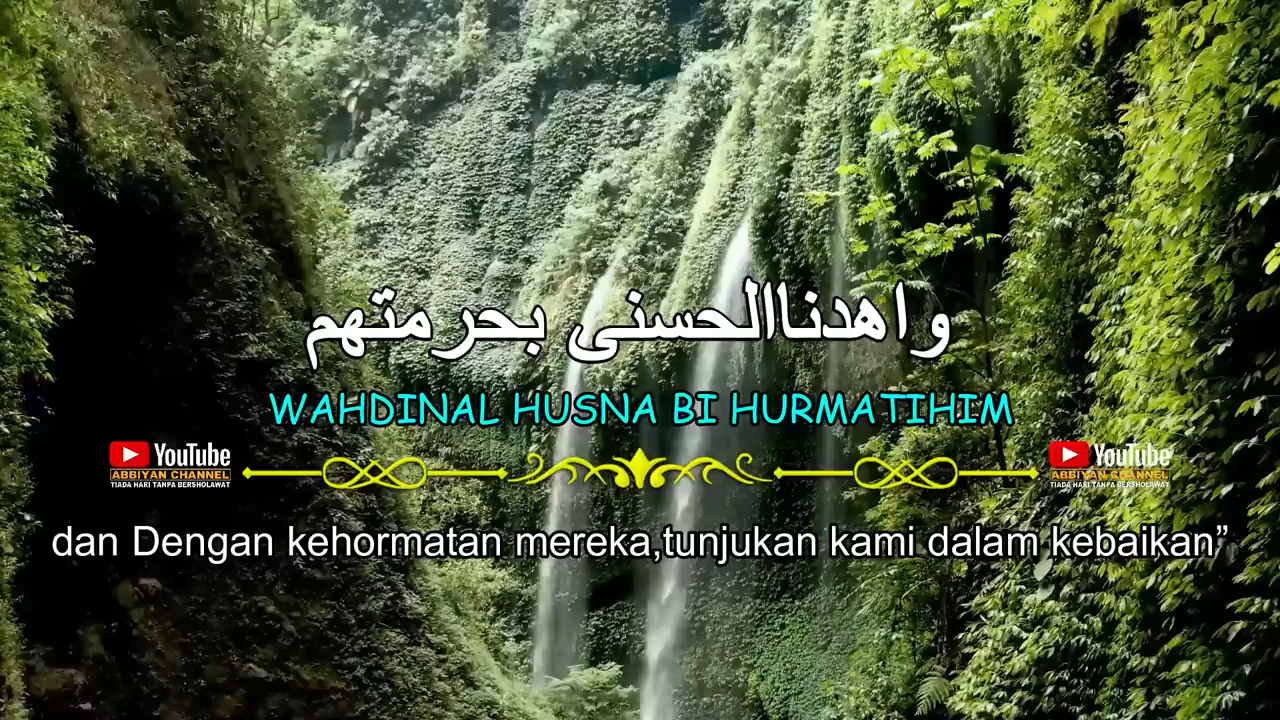 واهدناالحسنى بحرمتهم
WAHDINAL HUSNA BI HURMATIHIM
YouTube
ABBIYAN CHANNEL
TIADA HARI TANPA BERSHOLAWAT
YouTube
ABBIYAN CHANNEL
TIADA HARI TANPA BERSHOLAWAT
dan Dengan kehormatan mereka,tunjukan kami dalam kebaikan”